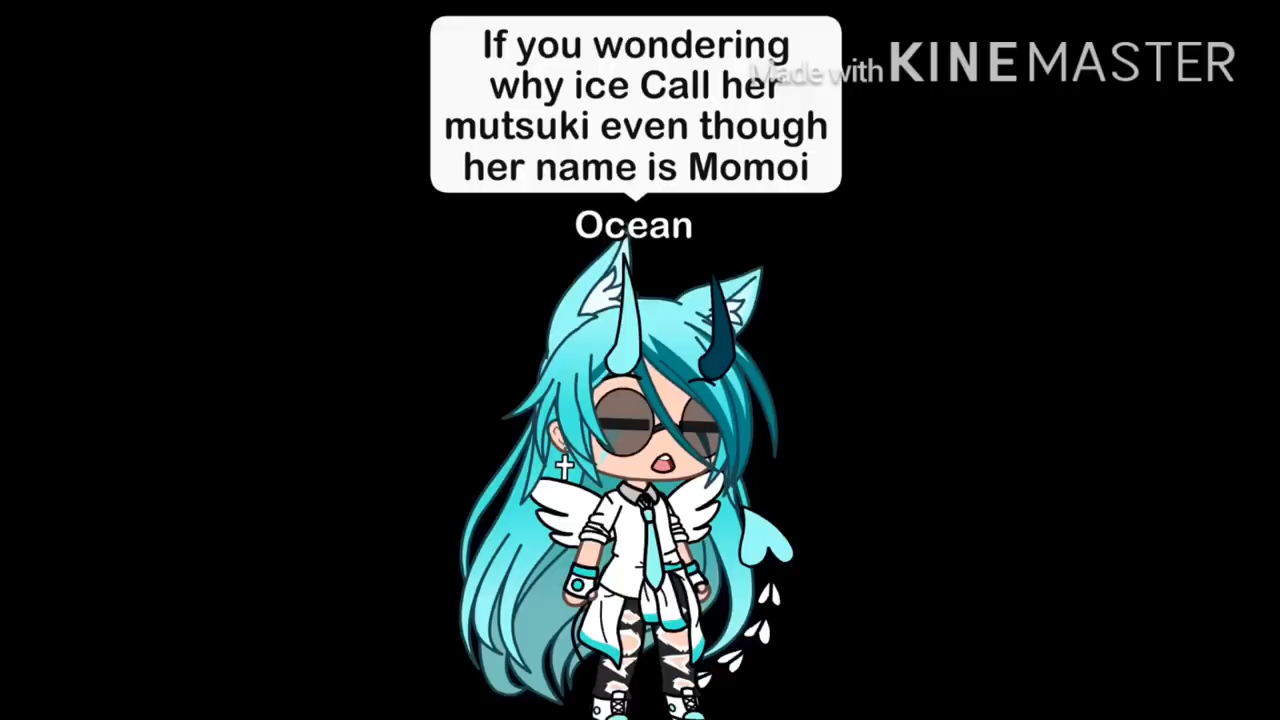 If you wondering
why ice Call her
mutsuki even though
her name is Momoi
Made with KINEMASTER
Ocean